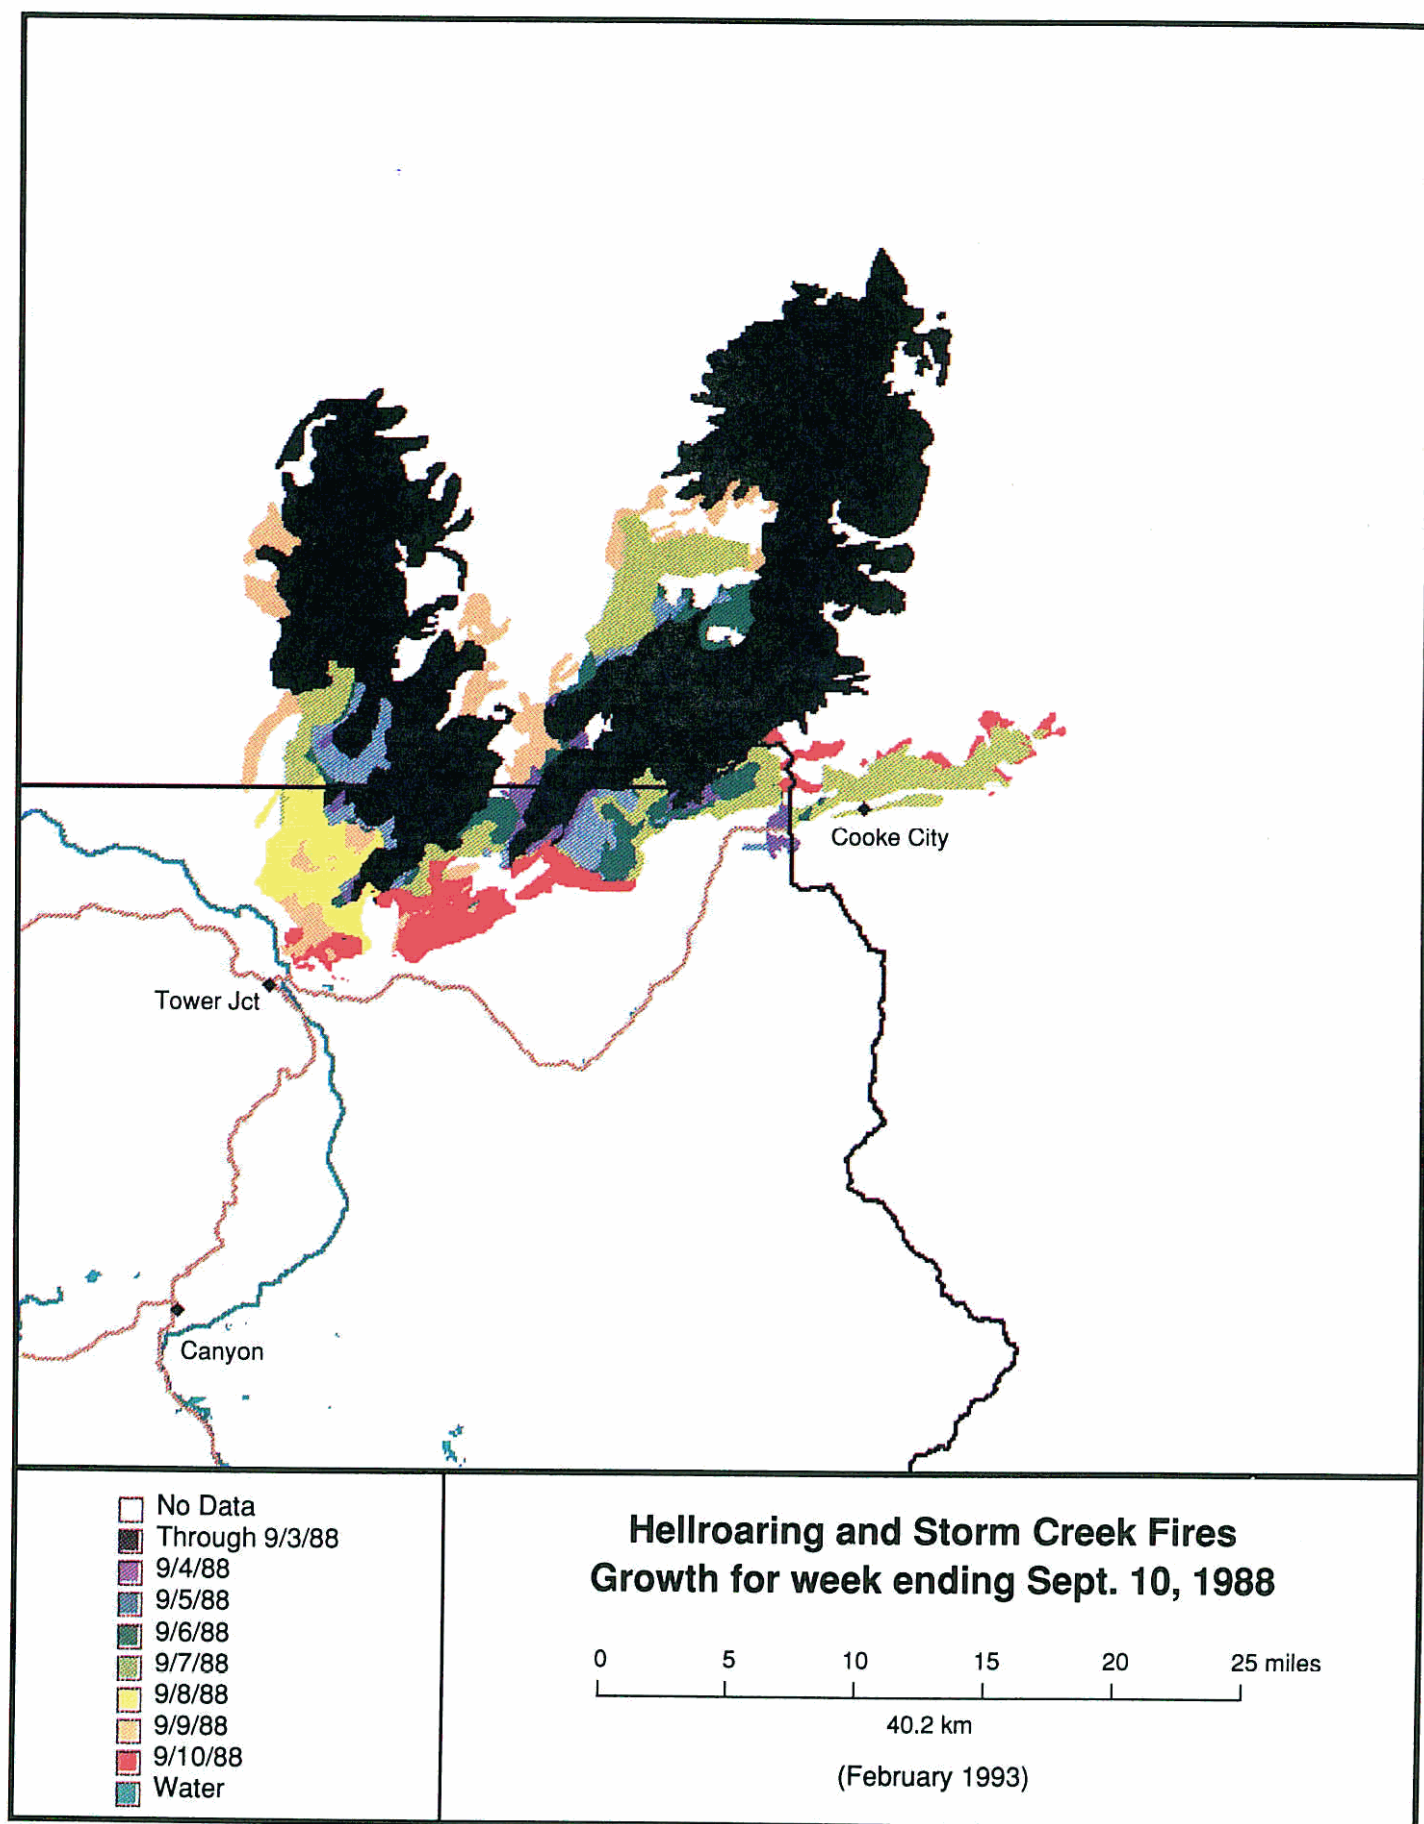 Cooke City
Tower Jct
Canyon
No Data
Through 9/3/88
9/4/88
9/5/88
9/6/88
9/7/88
9/8/88
9/9/88
9/10/88
Water
Hellroaring and Storm Creek Fires
Growth for week ending Sept. 10, 1988
0 5 10 15 20 25 miles
40.2 km
(February 1993)